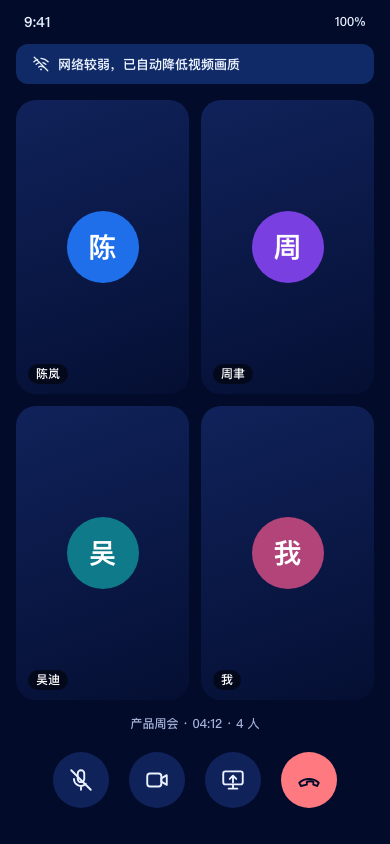 9:41
100%
网络较弱，已自动降低视频画质
陈
周
陈岚
周聿
吴
我
吴迪
我
产品周会 · 04:12 · 4 人